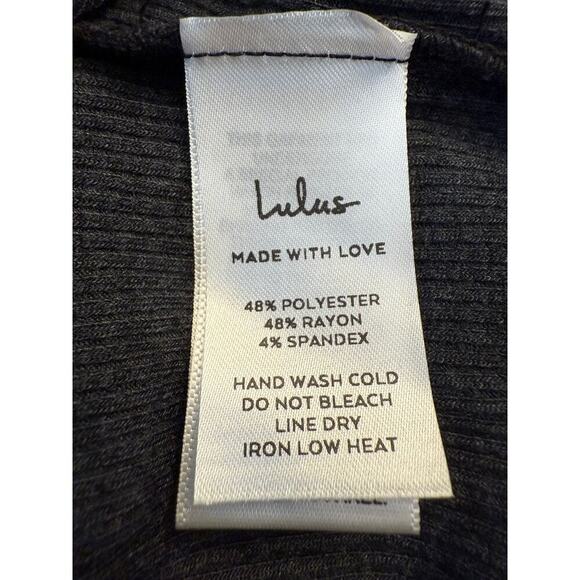 Lulus
MADE WITH LOVE
48% POLYESTER
48% RAYON
4% SPANDEX
HAND WASH COLD
DO NOT BLEACH
LINE DRY
IRON LOW HEAT